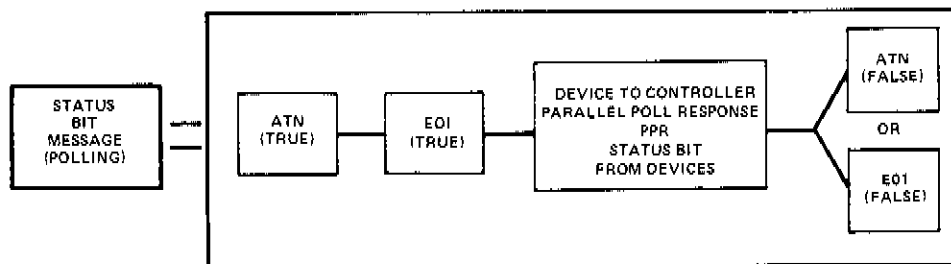 STATUS
BIT
MESSAGE
(POLLING)
=
ATN
(TRUE)
EOI
(TRUE)
DEVICE TO CONTROLLER
PARALLEL POLL RESPONSE
PPR
STATUS BIT
FROM DEVICES
ATN
(FALSE)
OR
E01
(FALSE)